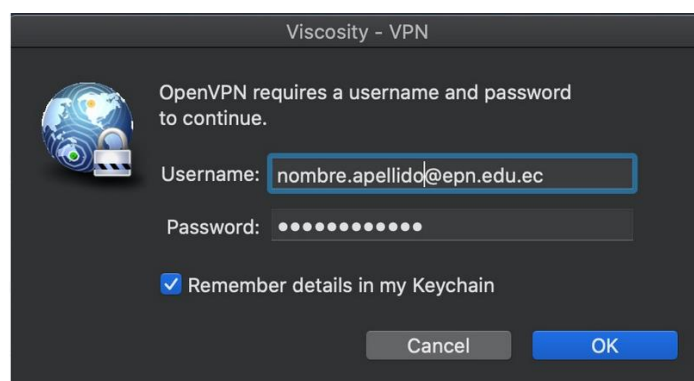 Viscosity - VPN
OpenVPN requires a username and password
to continue.
Username: nombre.apellido@epn.edu.ec
Password: ●●●●●●●●●●●●
Remember details in my Keychain
Cancel OK